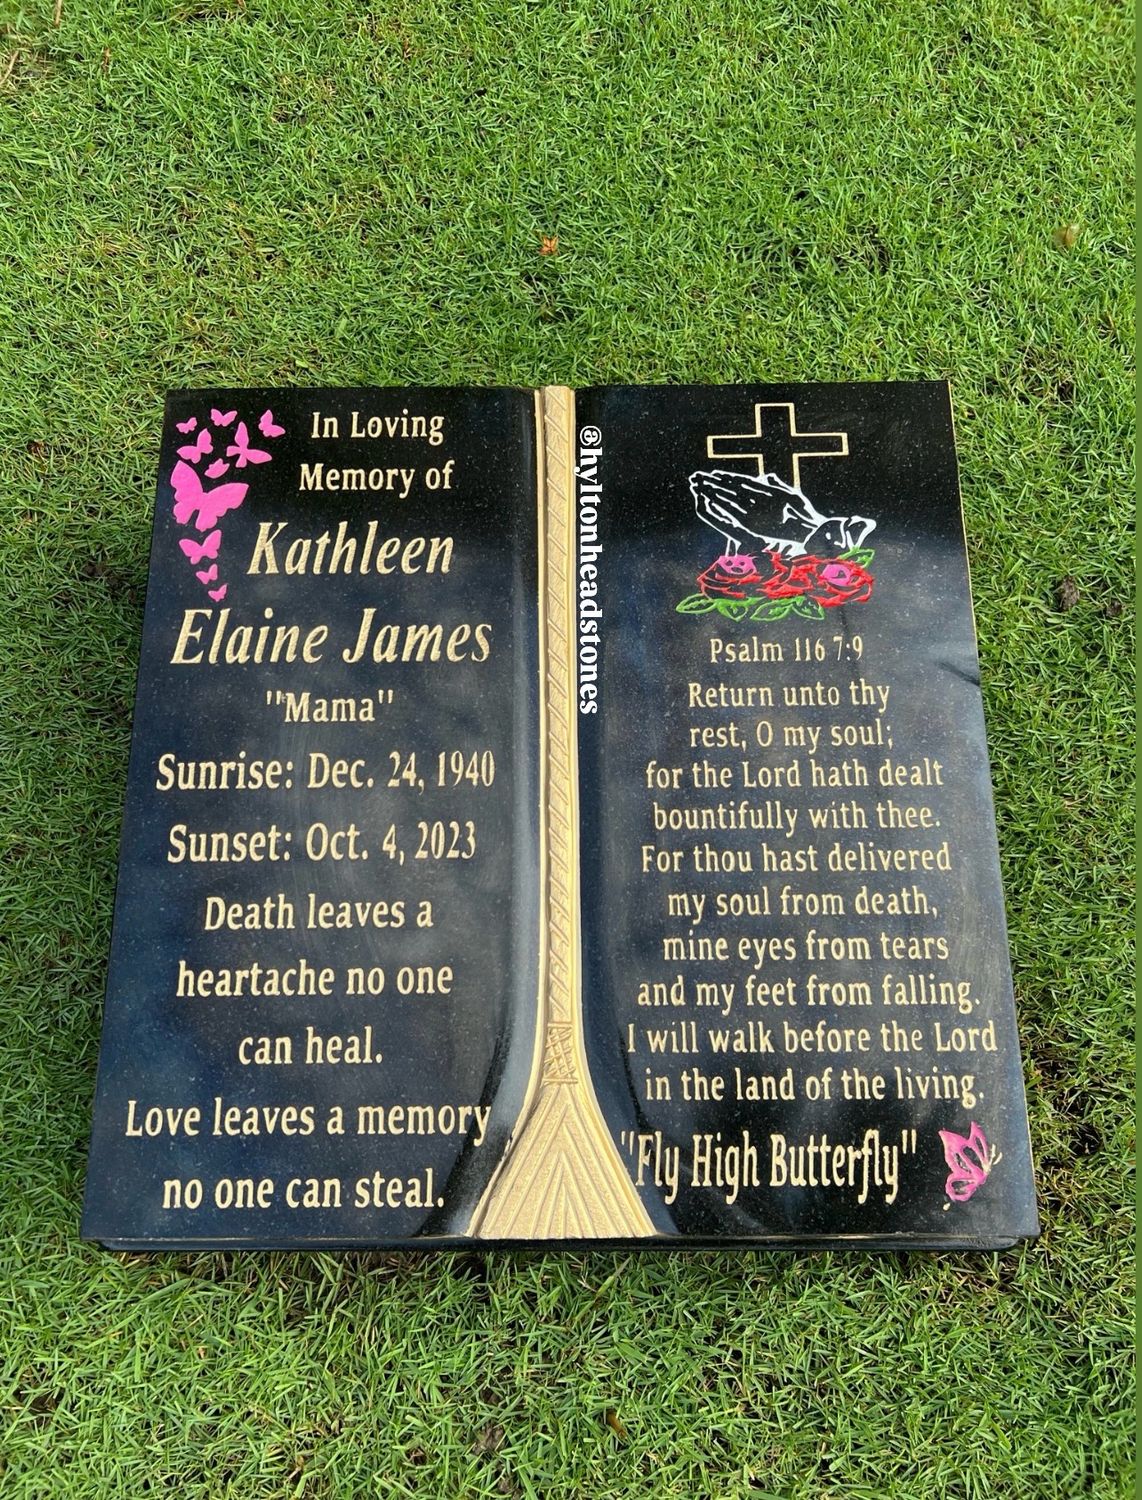 In Loving
Memory of
Kathleen
Elaine James
"Mama"
Sunrise: Dec. 24, 1940
Sunset: Oct. 4, 2023
Death leaves a
heartache no one
can heal.
Love leaves a memory
no one can steal.
@hyltonheadstones
Psalm 116 7:9
Return unto thy
rest, O my soul;
for the Lord hath dealt
bountifully with thee.
For thou hast delivered
my soul from death,
mine eyes from tears
and my feet from falling.
I will walk before the Lord
in the land of the living.
"Fly High Butterfly"